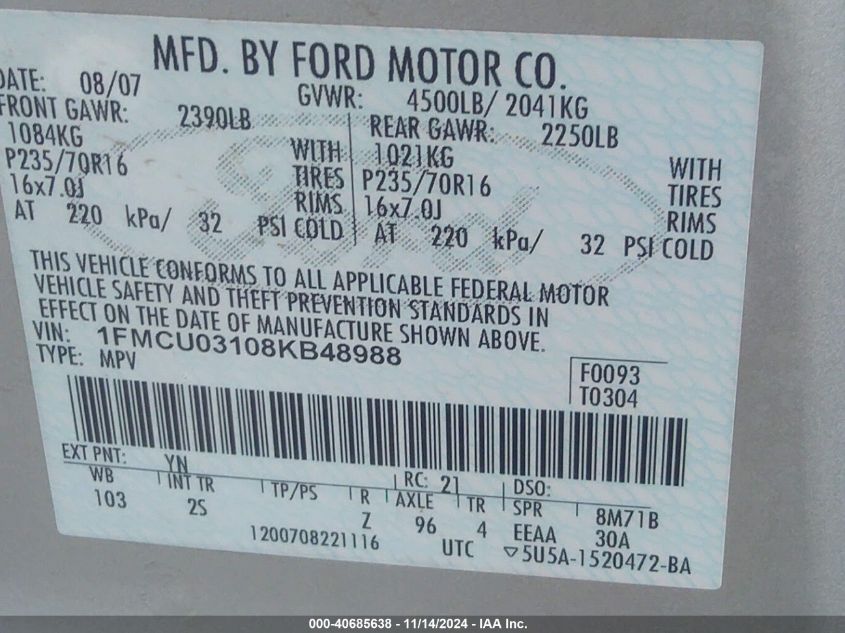 MFD. BY FORD MOTOR CO.
DATE: 08/07 GVWR: 4500LB/ 2041KG
FRONT GAWR: 2390LB REAR GAWR: 2250LB
1084KG WITH 1021KG WITH
P235/70R16 TIRES P235/70R16 TIRES
16x7.0J RIMS 16x7.0J RIMS
AT 220 kPa/ 32 PSI COLD AT 220 kPa/ 32 PSI COLD
THIS VEHICLE CONFORMS TO ALL APPLICABLE FEDERAL MOTOR
VEHICLE SAFETY AND THEFT PREVENTION STANDARDS IN
EFFECT ON THE DATE OF MANUFACTURE SHOWN ABOVE.
VIN: 1FMCU03108KB48988
TYPE: MPV
F0093
T0304
EXT PNT: YN RC: 21 DSO:
WB INT TR TP/PS R AXLE TR SPR 8M71B
103 2S Z 96 4 EEAA 30A
1200708221116 UTC ▽5U5A-1520472-BA
000-40685638 - 11/14/2024 - IAA Inc.